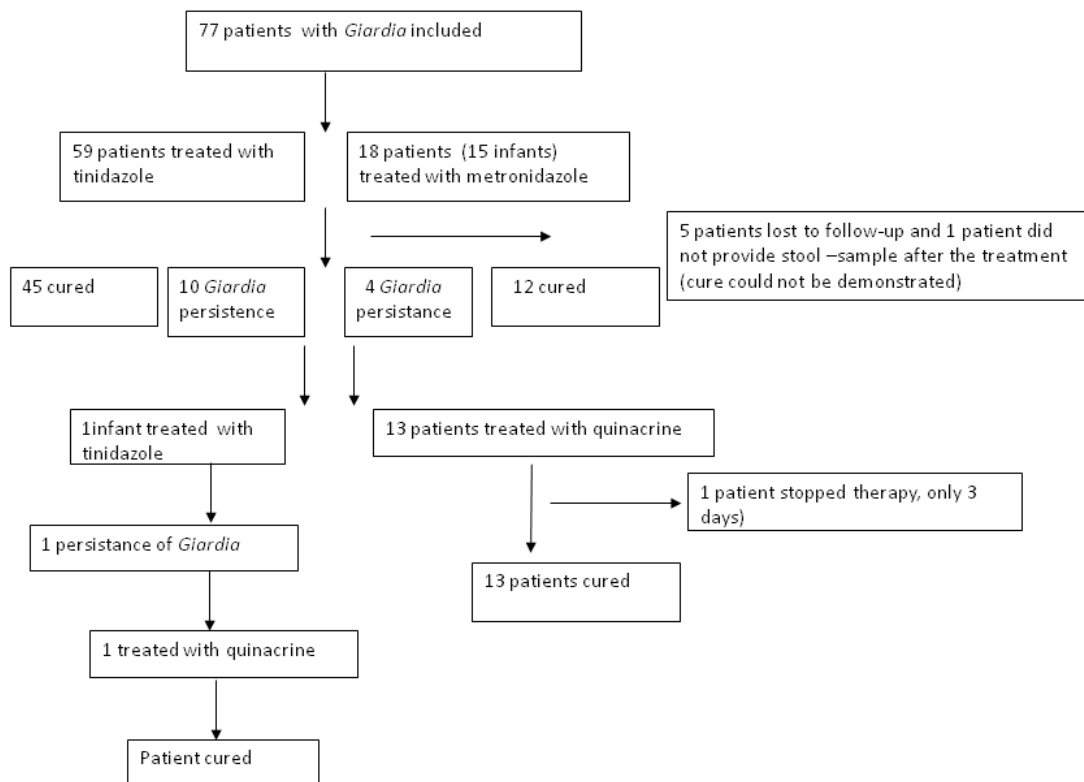 77 patients  with Giardia included
59 patients treated with
tinidazole
18 patients  (15 infants)
treated with metronidazole
5 patients lost to follow-up and 1 patient did
not provide stool –sample after the treatment
(cure could not be demonstrated)
45 cured
10 Giardia
persistence
4 Giardia
persistance
12 cured
1infant treated  with
tinidazole
13 patients treated with quinacrine
1 patient stopped therapy, only 3
days)
1 persistance of Giardia
13 patients cured
1 treated with quinacrine
Patient cured